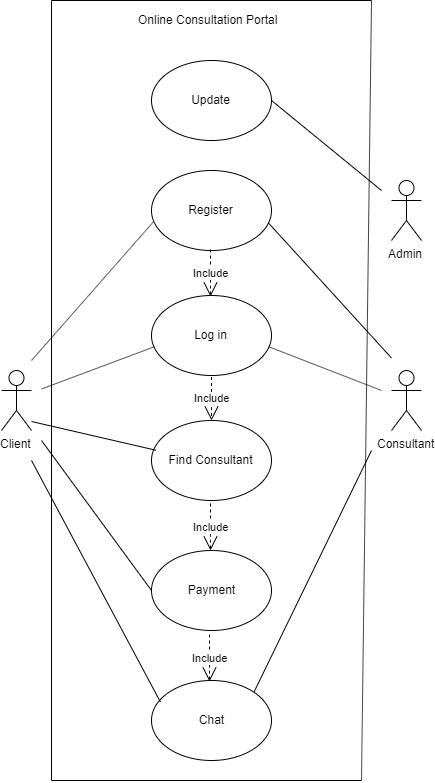 Online Consultation Portal
Update
Register
Admin
Include
Log in
Include
Client
Consultant
Find Consultant
Include
Payment
Include
Chat